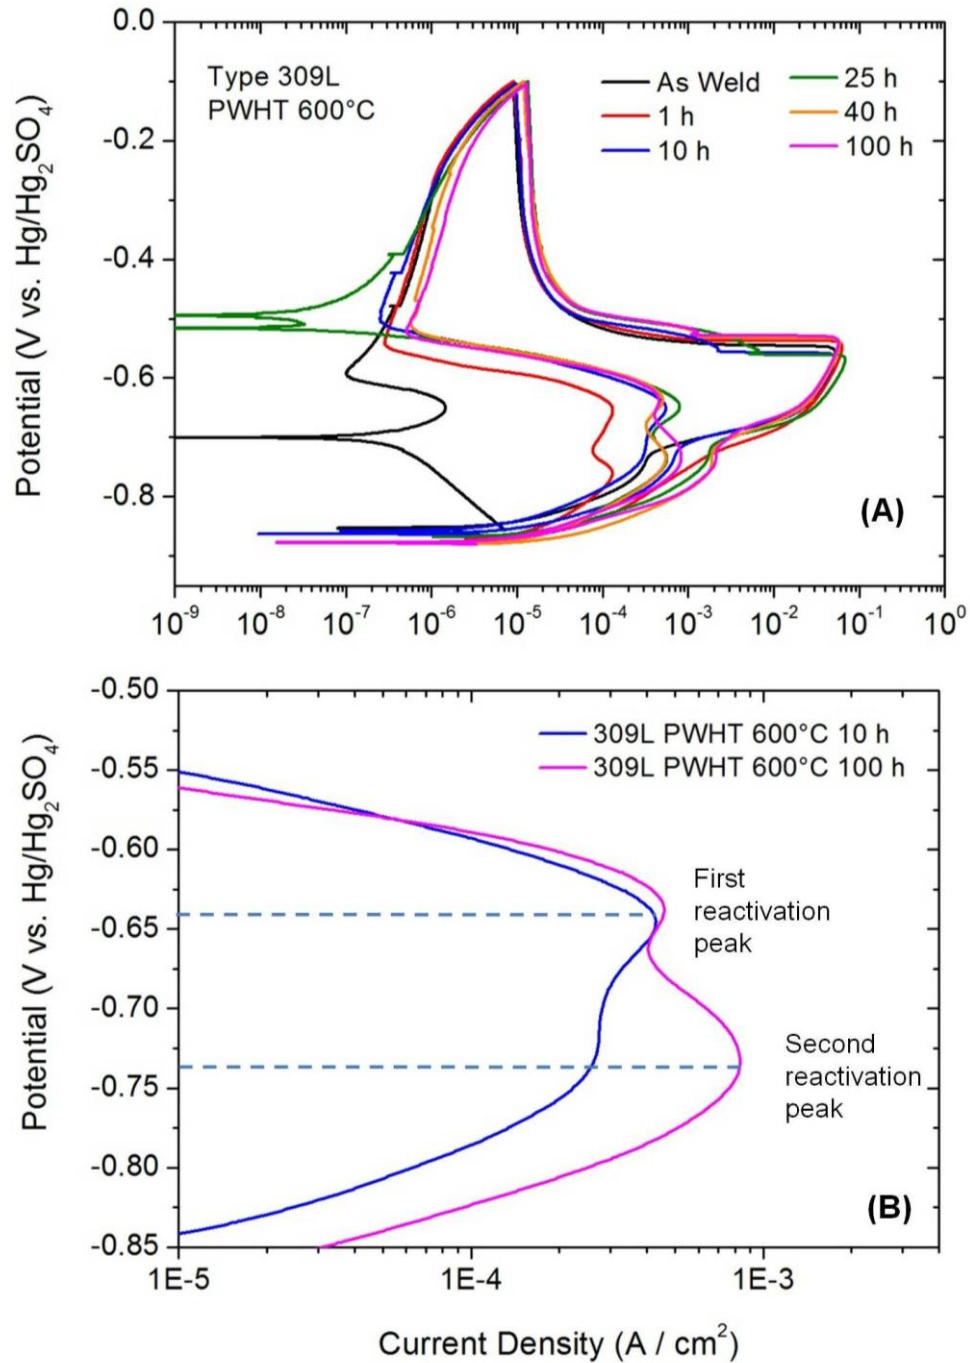 0.0
-0.2
-0.4
-0.6
-0.8
Potential (V vs. Hg/Hg₂SO₄)
Type 309L
PWHT 600°C
As Weld
1 h
10 h
25 h
40 h
100 h
(A)
10⁻⁹ 10⁻⁸ 10⁻⁷ 10⁻⁶ 10⁻⁵ 10⁻⁴ 10⁻³ 10⁻² 10⁻¹ 10⁰
-0.50
-0.55
-0.60
-0.65
-0.70
-0.75
-0.80
-0.85
Potential (V vs. Hg/Hg₂SO₄)
309L PWHT 600°C 10 h
309L PWHT 600°C 100 h
First
reactivation
peak
Second
reactivation
peak
(B)
1E-5 1E-4 1E-3
Current Density (A / cm²)